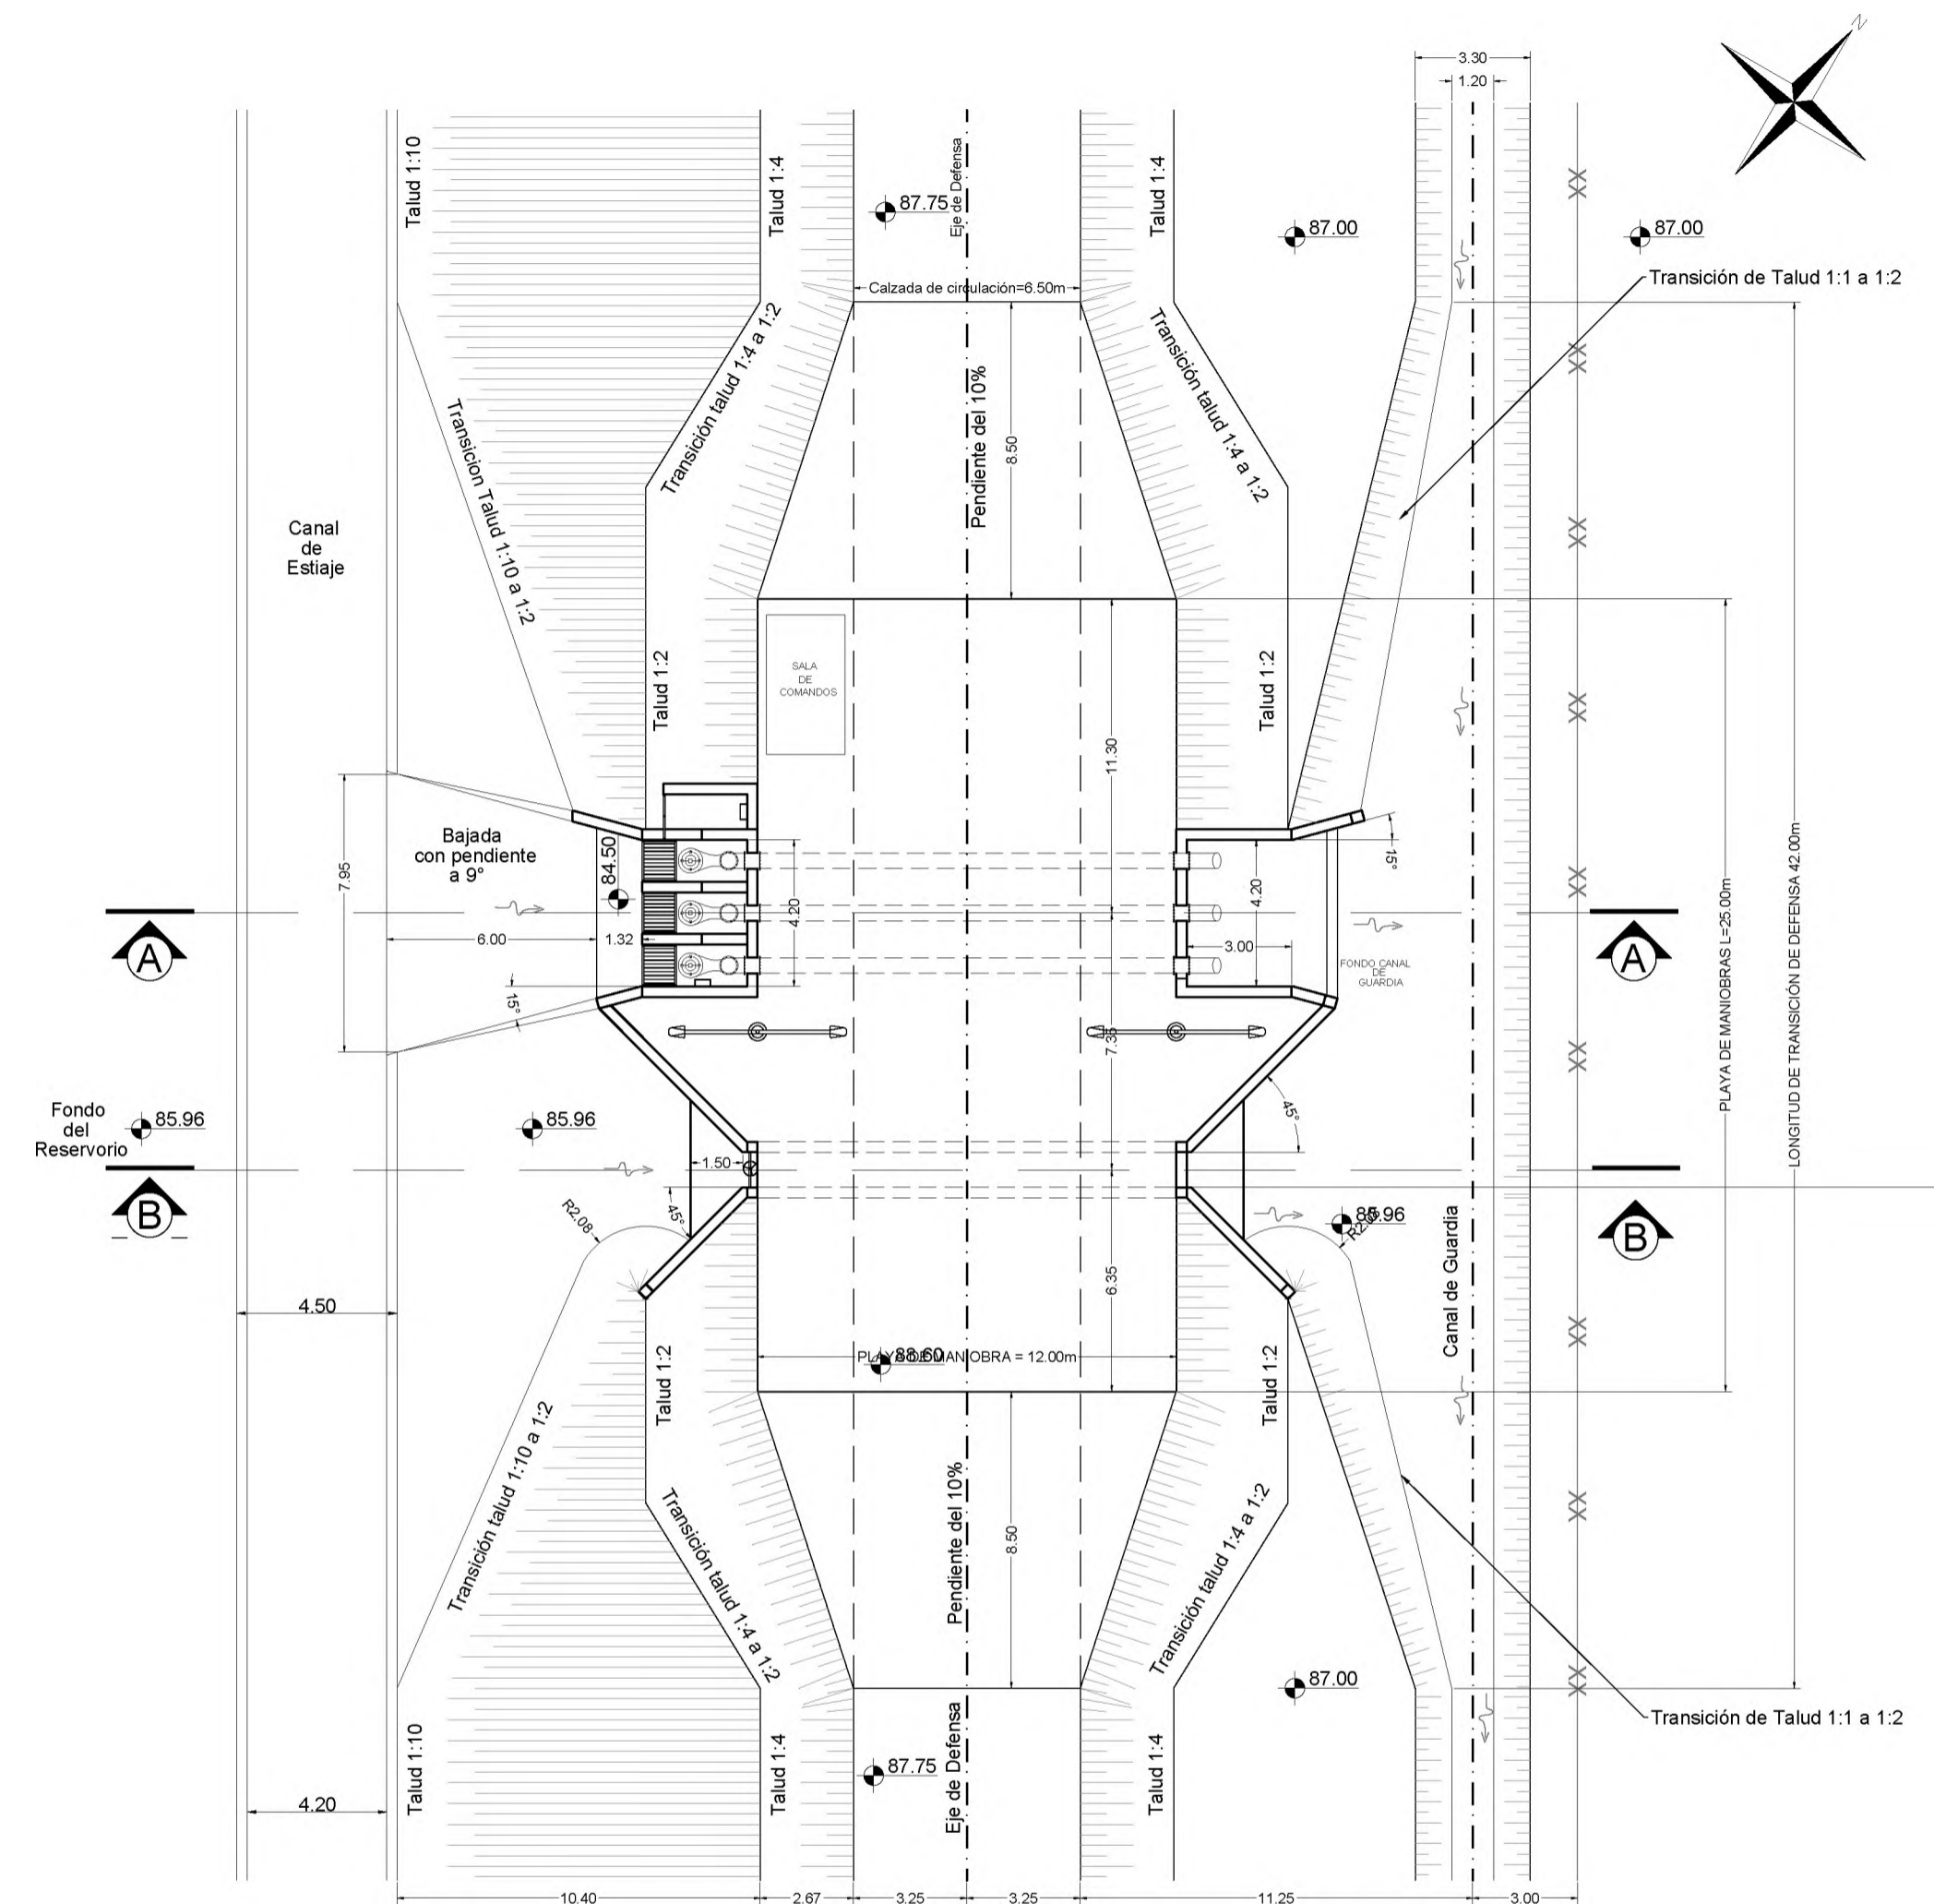 N
3.30
1.20
Talud 1:10
Talud 1:4
87.75
Eje de Defensa
Talud 1:4
87.00
87.00
Transición de Talud 1:1 a 1:2
Calzada de circulación=6.50m
Transicion Talud 1:10 a 1:2
Transición talud 1:4 a 1:2
Pendiente del 10%
8.50
Transición talud 1:4 a 1:2
Canal
de
Estiaje
Talud 1:2
SALA
DE
COMANDOS
11.30
Talud 1:2
7.95
Bajada
con pendiente
a 9°
84.50
4.20
4.20
15°
A
6.00
1.32
3.00
FONDO CANAL
DE
GUARDIA
A
15°
7.35
PLAYA DE MANIOBRAS L=25.00m
LONGITUD DE TRANSICIÓN DE DEFENSA 42.00m
Fondo
del
Reservorio
85.96
85.96
45°
1.50
B
R2.08
45°
85.96
B
Canal de Guardia
4.50
6.35
Talud 1:2
88.60
PLAYA DE MANIOBRA = 12.00m
Talud 1:2
Transición talud 1:10 a 1:2
Transición talud 1:4 a 1:2
Pendiente del 10%
8.50
Transición talud 1:4 a 1:2
87.00
Transición de Talud 1:1 a 1:2
4.20
Talud 1:10
Talud 1:4
87.75
Eje de Defensa
Talud 1:4
10.40
2.67
3.25
3.25
11.25
3.00